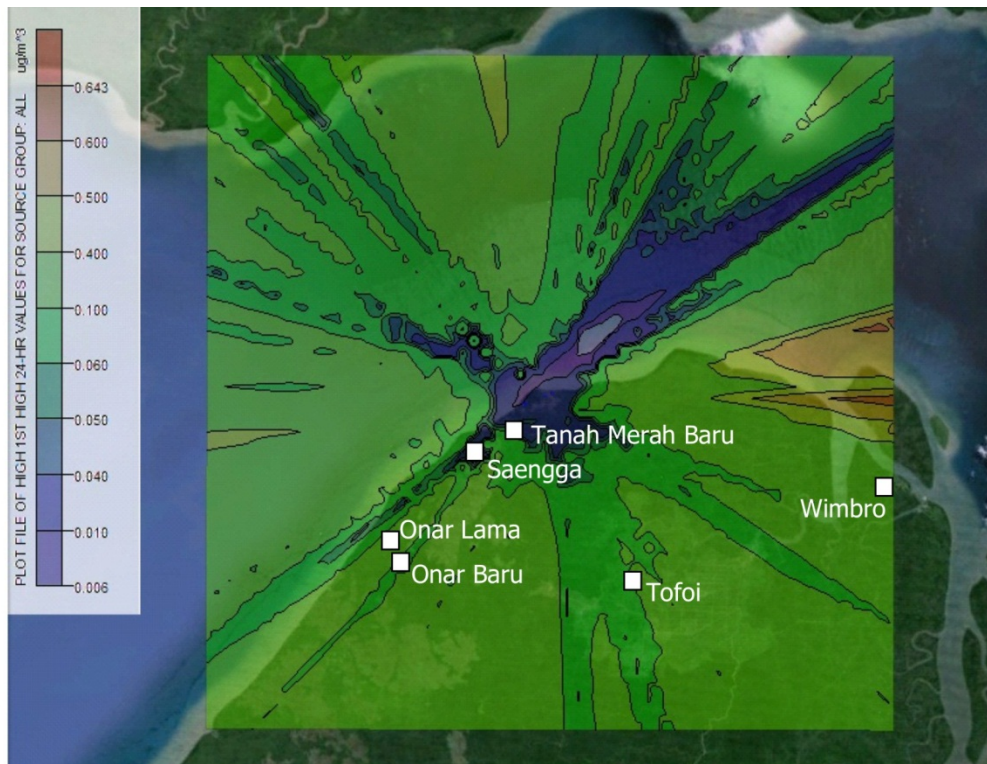 PLOT FILE OF HIGH 1ST HIGH 24-HR VALUES FOR SOURCE GROUP: ALL ug/m^3
0.643
0.600
0.500
0.400
0.100
0.060
0.050
0.040
0.010
0.006
Tanah Merah Baru
Saengga
Wimbro
Onar Lama
Onar Baru
Tofoi